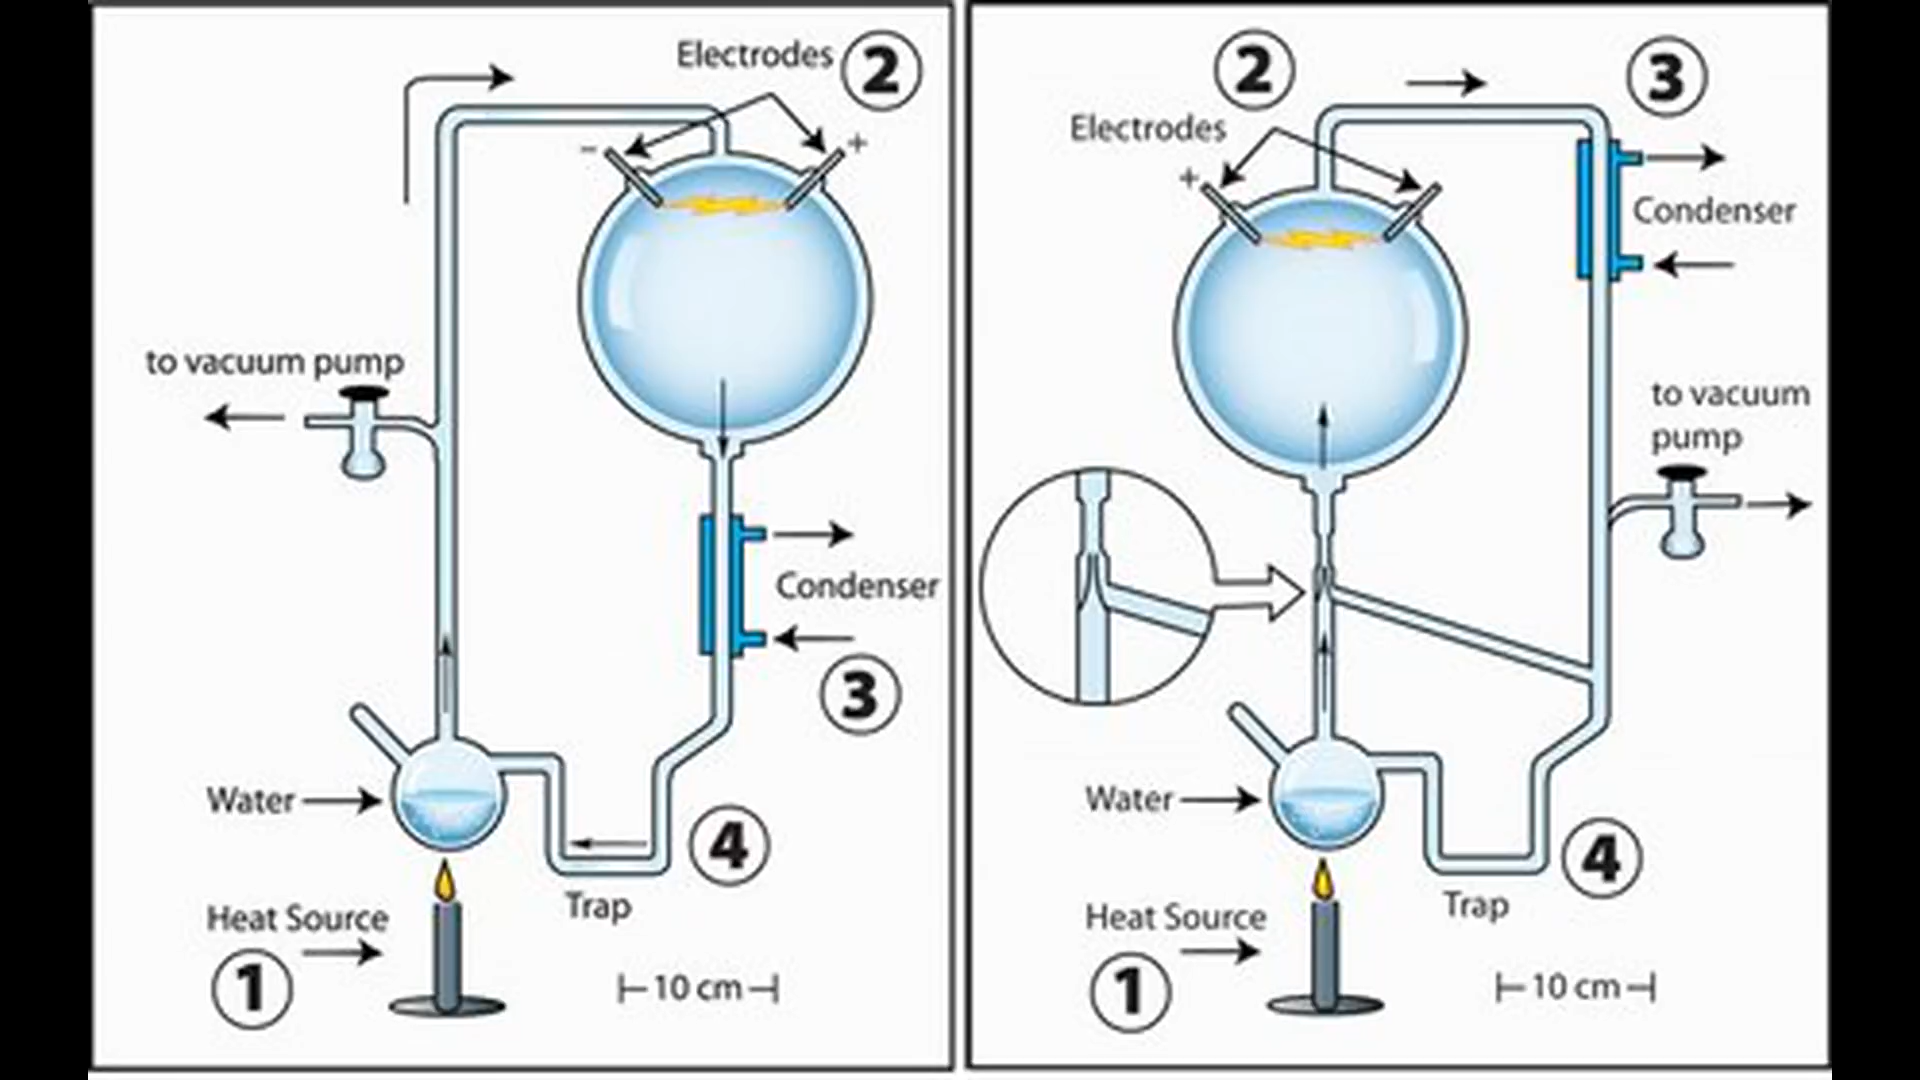 Electrodes
2
–
+
to vacuum pump
Condenser
3
Water
4
Trap
Heat Source
1
10 cm
2
3
Electrodes
+
Condenser
to vacuum
pump
Water
4
Trap
Heat Source
1
10 cm